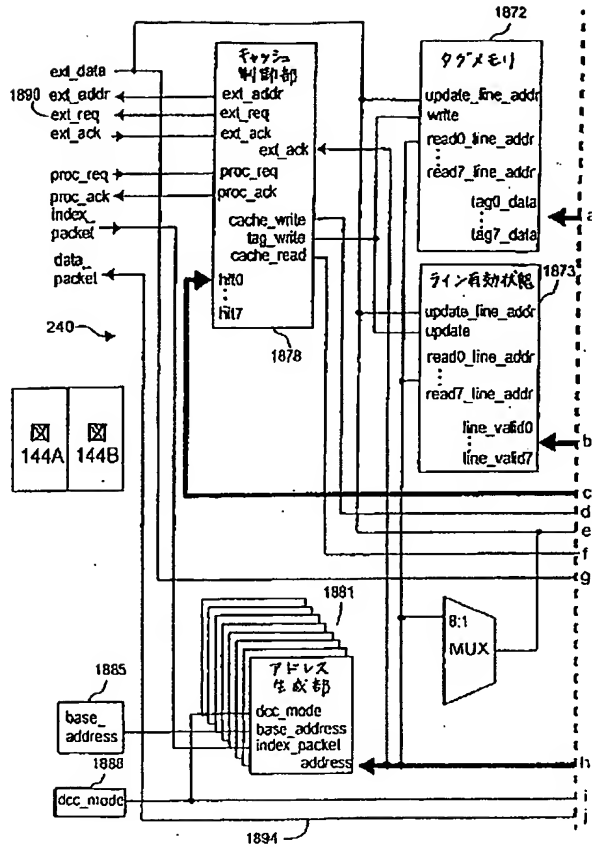 1872
キャッシュ
制御部
ext_addr
ext_req
ext_ack
ext_ack
proc_req
proc_ack
cache_write
tag_write
cache_read
hit0
hit7
1878
ext_data
1890
ext_addr
ext_req
ext_ack
proc_req
proc_ack
index_
packet
data_
packet
240
タグメモリ
update_line_addr
write
read0_line_addr
read7_line_addr
tag0_data
tag7_data
a
ライン有効状態
1873
update_line_addr
update
read0_line_addr
read7_line_addr
line_valid0
line_valid7
b
図
144A
図
144B
c
d
e
f
g
1881
アドレス
生成部
dcc_mode
base_address
index_packet
address
8:1
MUX
1885
base_
address
1888
dcc_mode
1894
h
i
j